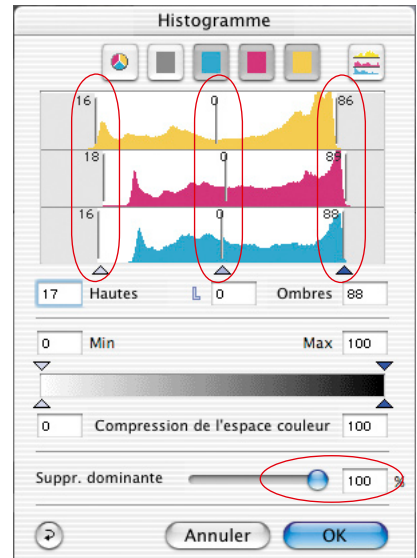 Histogramme
16 0 86
18 0 89
16 0 88
17 Hautes L 0 Ombres 88
0 Min Max 100
0 Compression de l'espace couleur 100
Suppr. dominante 100 %
Annuler OK